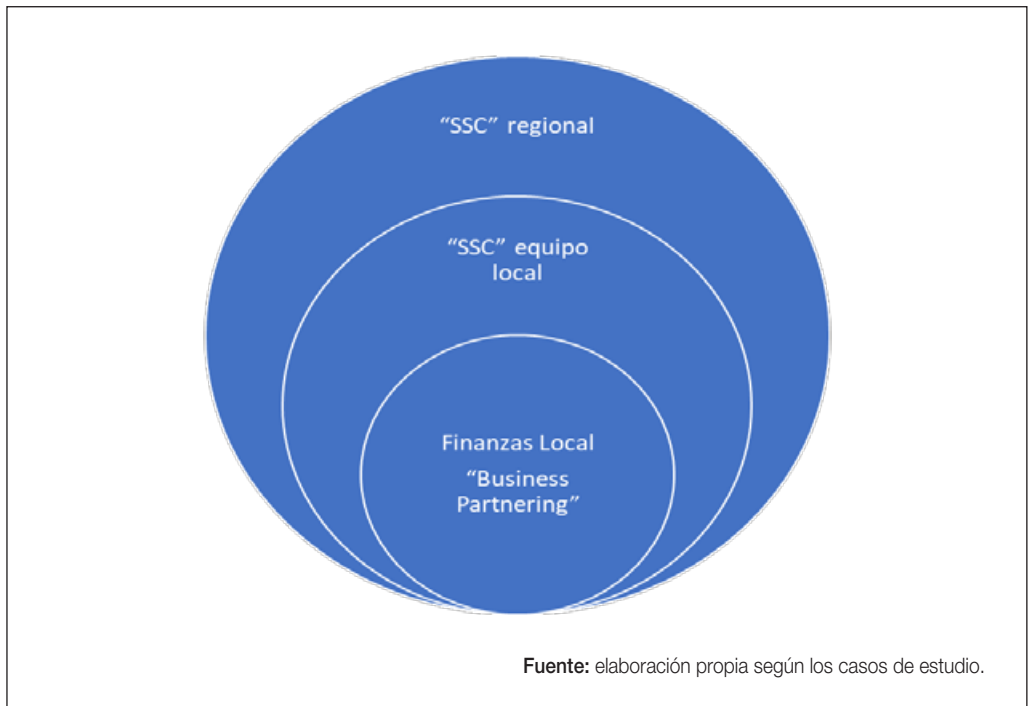 “SSC” regional
“SSC” equipo
local
Finanzas Local
“Business
Partnering”
Fuente: elaboración propia según los casos de estudio.